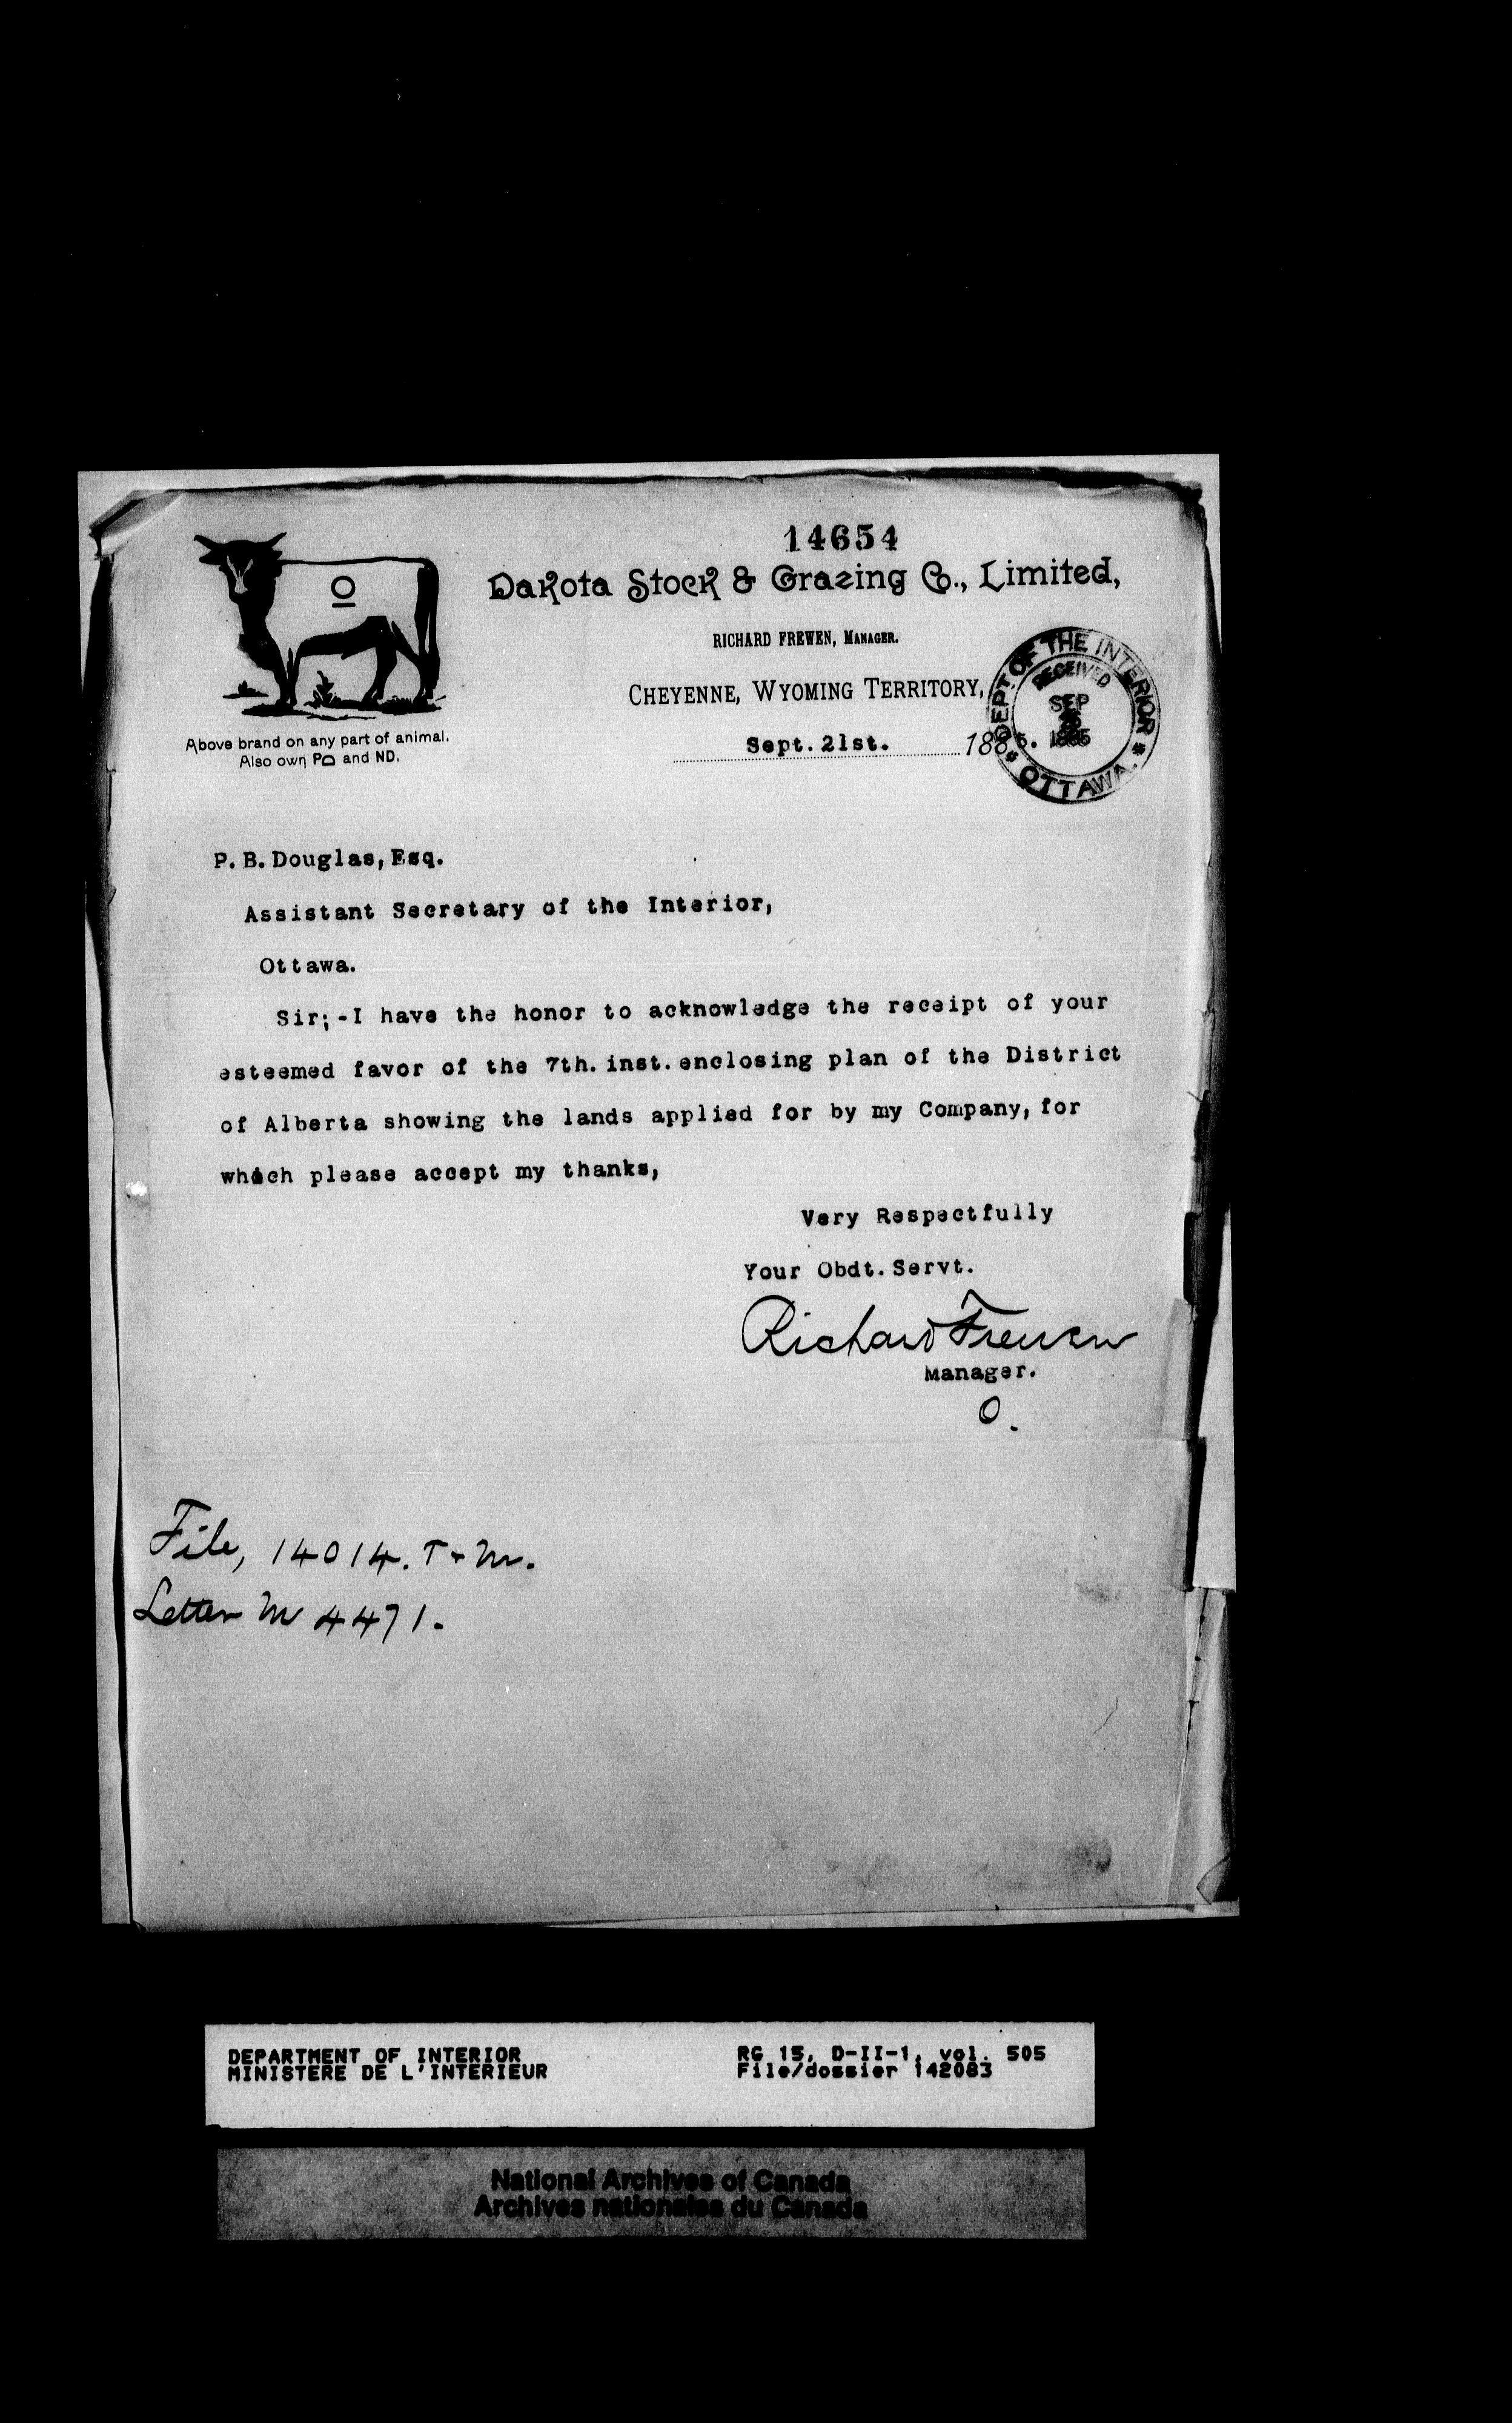 14654
Dakota Stock & Grazing Co., Limited,
RICHARD FREWEN, MANAGER.
CHEYENNE, WYOMING TERRITORY,
Sept. 21st. 1885.
DEPT OF THE INTERIOR
RECEIVED
SEP
1885
* OTTAWA. *
O
Above brand on any part of animal.
Also own P and ND.
P. B. Douglas, Esq.
Assistant Secretary of the Interior,
Ottawa.
Sir;-I have the honor to acknowledge the receipt of your
esteemed favor of the 7th. inst. enclosing plan of the District
of Alberta showing the lands applied for by my Company, for
which please accept my thanks,
Very Respectfully
Your Obdt. Servt.
Richard Frewen
Manager.
O.
File, 14014. T & M.
Letter M 4471.
DEPARTMENT OF INTERIOR
MINISTERE DE L'INTERIEUR
RG 15, D-II-1, vol. 505
File/dossier 142083
National Archives of Canada
Archives nationales du Canada